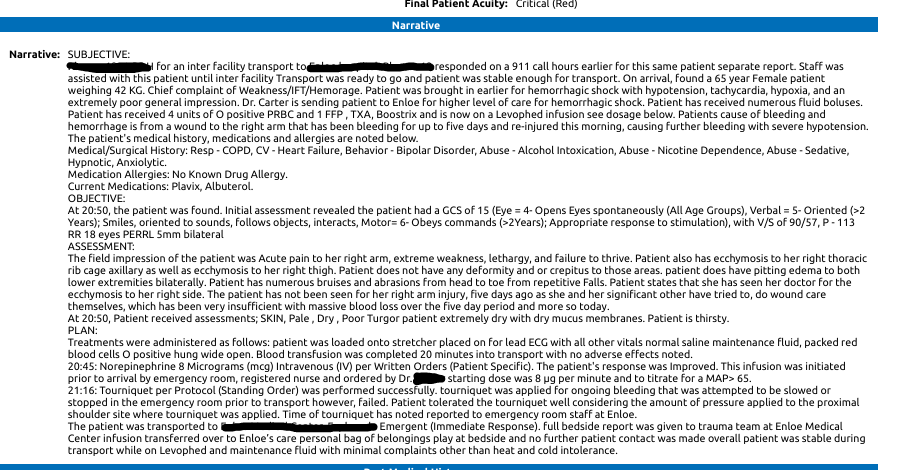 Final Patient Acuity: Critical (Red)
Narrative
Narrative: SUBJECTIVE:
for an inter facility transport to responded on a 911 call hours earlier for this same patient separate report. Staff was
assisted with this patient until inter facility Transport was ready to go and patient was stable enough for transport. On arrival, found a 65 year Female patient
weighing 42 KG. Chief complaint of Weakness/IFT/Hemorage. Patient was brought in earlier for hemorrhagic shock with hypotension, tachycardia, hypoxia, and an
extremely poor general impression. Dr. Carter is sending patient to Enloe for higher level of care for hemorrhagic shock. Patient has received numerous fluid boluses.
Patient has received 4 units of O positive PRBC and 1 FFP , TXA, Boostrix and is now on a Levophed infusion see dosage below. Patients cause of bleeding and
hemorrhage is from a wound to the right arm that has been bleeding for up to five days and re-injured this morning, causing further bleeding with severe hypotension.
The patient's medical history, medications and allergies are noted below.
Medical/Surgical History: Resp - COPD, CV - Heart Failure, Behavior - Bipolar Disorder, Abuse - Alcohol Intoxication, Abuse - Nicotine Dependence, Abuse - Sedative,
Hypnotic, Anxiolytic.
Medication Allergies: No Known Drug Allergy.
Current Medications: Plavix, Albuterol.
OBJECTIVE:
At 20:50, the patient was found. Initial assessment revealed the patient had a GCS of 15 (Eye = 4- Opens Eyes spontaneously (All Age Groups), Verbal = 5- Oriented (>2
Years); Smiles, oriented to sounds, follows objects, interacts, Motor= 6- Obeys commands (>2Years); Appropriate response to stimulation), with V/S of 90/57, P - 113
RR 18 eyes PERRL 5mm bilateral
ASSESSMENT:
The field impression of the patient was Acute pain to her right arm, extreme weakness, lethargy, and failure to thrive. Patient also has ecchymosis to her right thoracic
rib cage axillary as well as ecchymosis to her right thigh. Patient does not have any deformity and or crepitus to those areas. patient does have pitting edema to both
lower extremities bilaterally. Patient has numerous bruises and abrasions from head to toe from repetitive Falls. Patient states that she has seen her doctor for the
ecchymosis to her right side. The patient has not been seen for her right arm injury, five days ago as she and her significant other have tried to, do wound care
themselves, which has been very insufficient with massive blood loss over the five day period and more so today.
At 20:50, Patient received assessments; SKIN, Pale , Dry , Poor Turgor patient extremely dry with dry mucus membranes. Patient is thirsty.
PLAN:
Treatments were administered as follows: patient was loaded onto stretcher placed on for lead ECG with all other vitals normal saline maintenance fluid, packed red
blood cells O positive hung wide open. Blood transfusion was completed 20 minutes into transport with no adverse effects noted.
20:45: Norepinephrine 8 Micrograms (mcg) Intravenous (IV) per Written Orders (Patient Specific). The patient's response was Improved. This infusion was initiated
prior to arrival by emergency room, registered nurse and ordered by Dr. starting dose was 8 µg per minute and to titrate for a MAP> 65.
21:16: Tourniquet per Protocol (Standing Order) was performed successfully. tourniquet was applied for ongoing bleeding that was attempted to be slowed or
stopped in the emergency room prior to transport however, failed. Patient tolerated the tourniquet well considering the amount of pressure applied to the proximal
shoulder site where tourniquet was applied. Time of tourniquet has noted reported to emergency room staff at Enloe.
The patient was transported to Emergent (Immediate Response). full bedside report was given to trauma team at Enloe Medical
Center infusion transferred over to Enloe's care personal bag of belongings play at bedside and no further patient contact was made overall patient was stable during
transport while on Levophed and maintenance fluid with minimal complaints other than heat and cold intolerance.